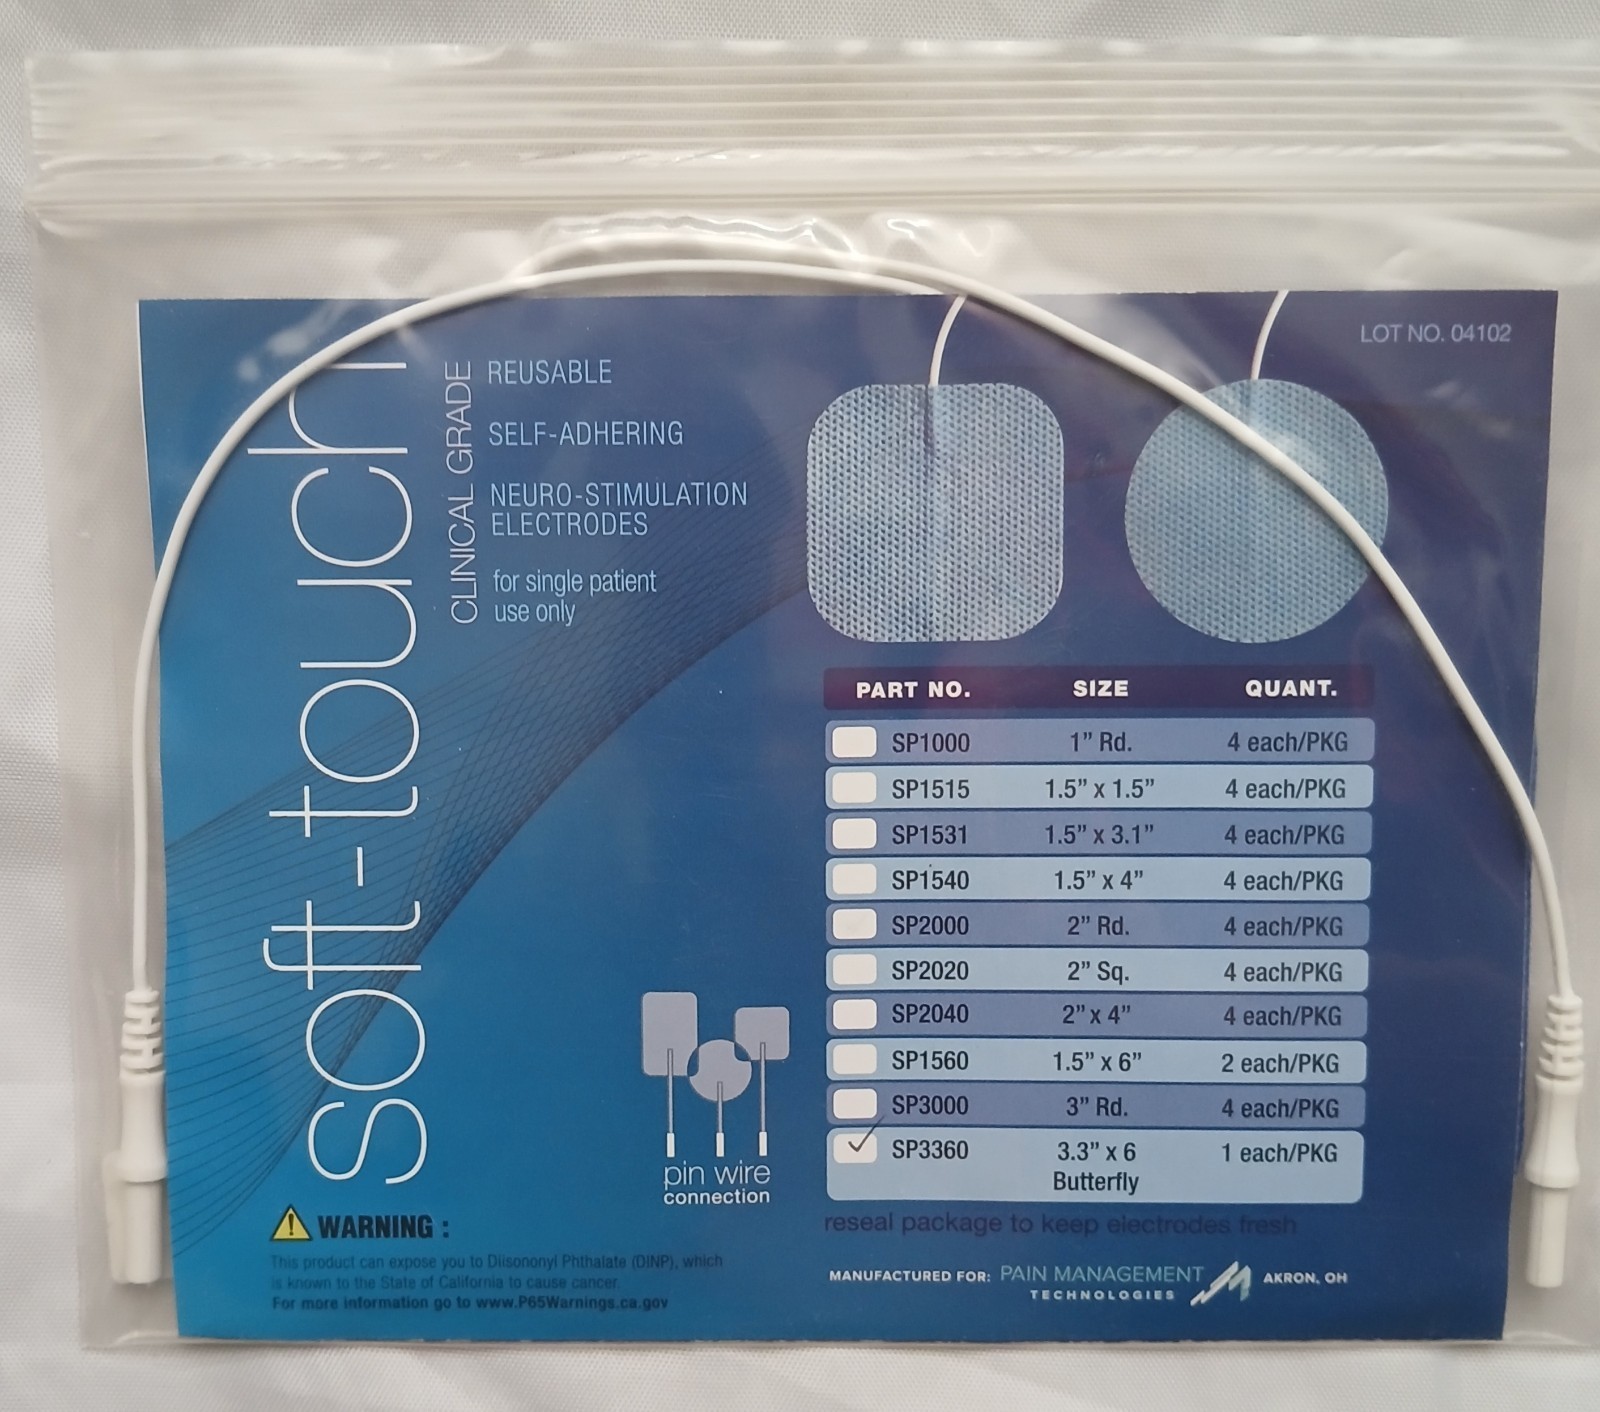 LOT NO. 04102
soft-touch
CLINICAL GRADE
REUSABLE
SELF-ADHERING
NEURO-STIMULATION
ELECTRODES
for single patient
use only
PART NO. SIZE QUANT.
SP1000 1” Rd. 4 each/PKG
SP1515 1.5” x 1.5” 4 each/PKG
SP1531 1.5” x 3.1” 4 each/PKG
SP1540 1.5” x 4” 4 each/PKG
SP2000 2” Rd. 4 each/PKG
SP2020 2” Sq. 4 each/PKG
SP2040 2” x 4” 4 each/PKG
SP1560 1.5” x 6” 2 each/PKG
SP3000 3” Rd. 4 each/PKG
SP3360 3.3” x 6 1 each/PKG
Butterfly
pin wire
connection
reseal package to keep electrodes fresh
WARNING :
This product can expose you to Diisononyl Phthalate (DINP), which
is known to the State of California to cause cancer.
For more information go to www.P65Warnings.ca.gov
MANUFACTURED FOR: PAIN MANAGEMENT AKRON, OH
TECHNOLOGIES